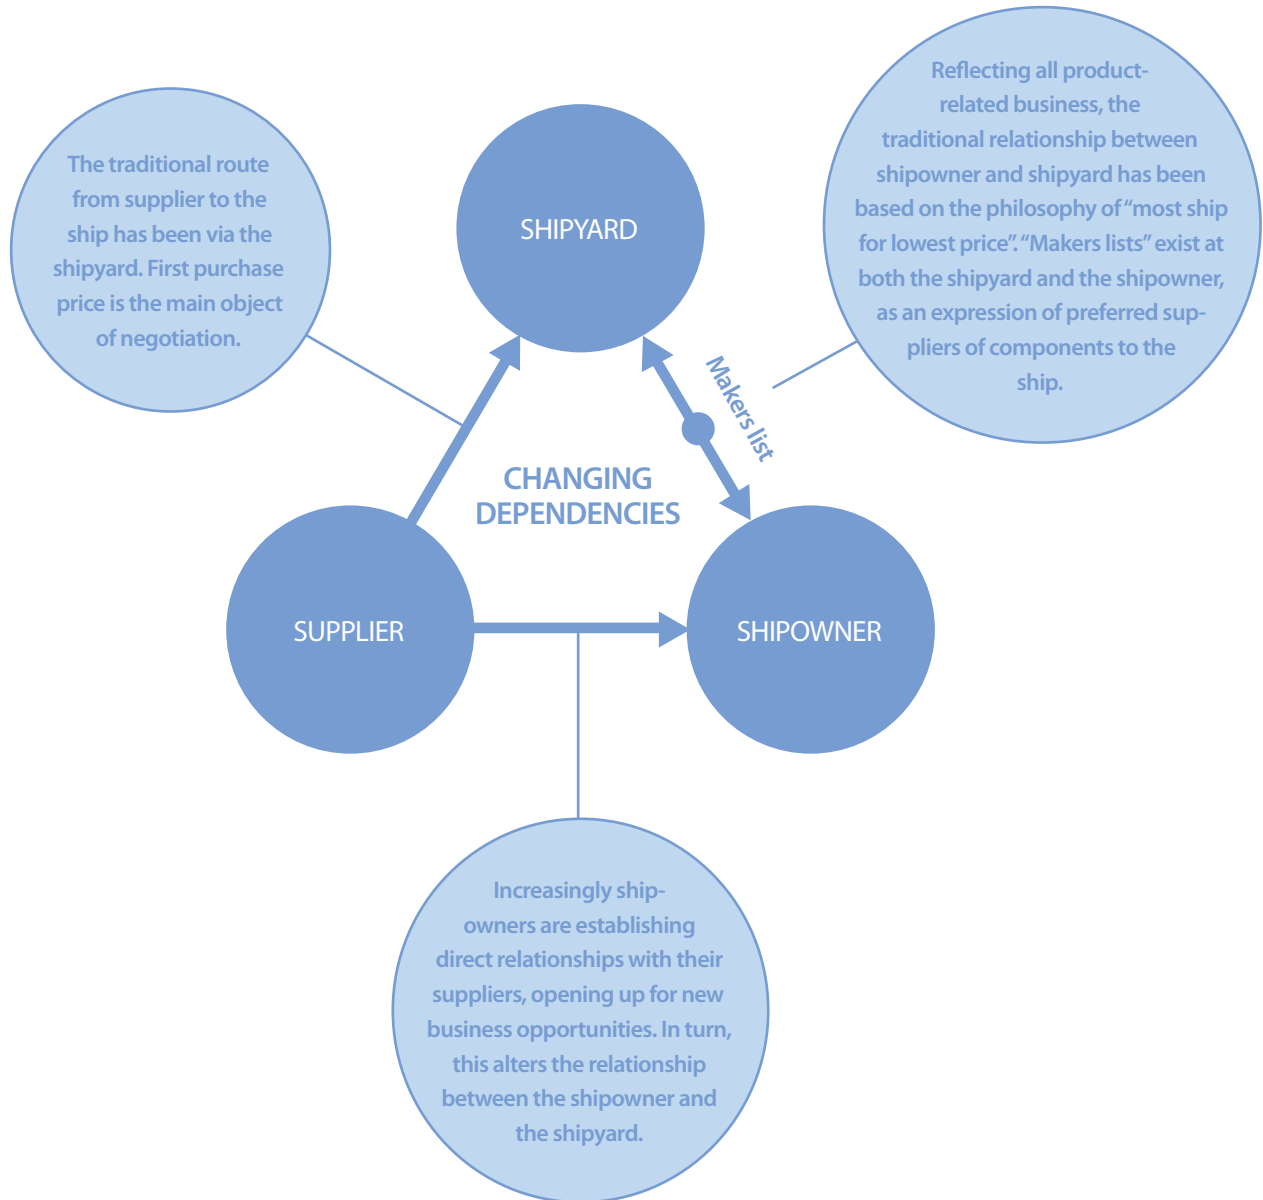 Reflecting all product-
related business, the
traditional relationship between
shipowner and shipyard has been
based on the philosophy of “most ship
for lowest price”. “Makers lists” exist at
both the shipyard and the shipowner,
as an expression of preferred sup-
pliers of components to the
ship.
The traditional route
from supplier to the
ship has been via the
shipyard. First purchase
price is the main object
of negotiation.
SHIPYARD
Makers list
CHANGING
DEPENDENCIES
SUPPLIER
SHIPOWNER
Increasingly ship-
owners are establishing
direct relationships with their
suppliers, opening up for new
business opportunities. In turn,
this alters the relationship
between the shipowner and
the shipyard.